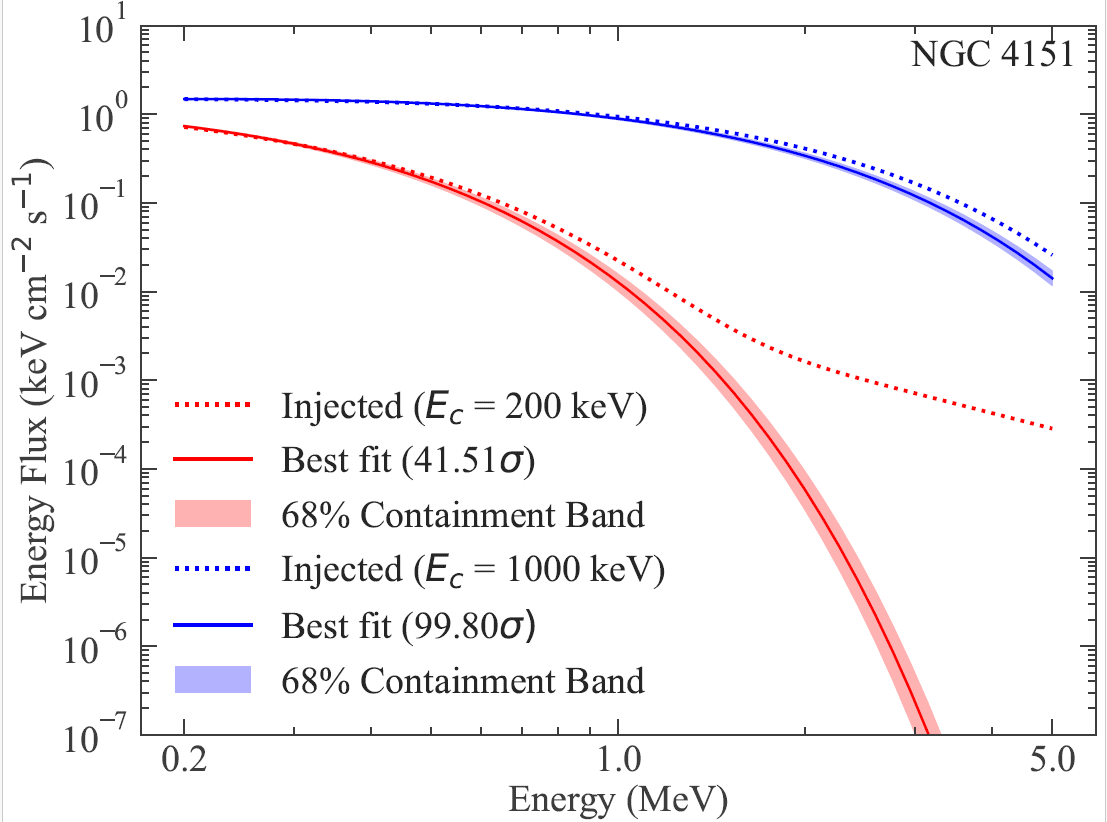 NGC 4151
10^1
10^0
10^−1
10^−2
10^−3
10^−4
10^−5
10^−6
10^−7
Energy Flux (keV cm^−2 s^−1)
Injected (E_c = 200 keV)
Best fit (41.51σ)
68% Containment Band
Injected (E_c = 1000 keV)
Best fit (99.80σ)
68% Containment Band
0.2 1.0 5.0
Energy (MeV)